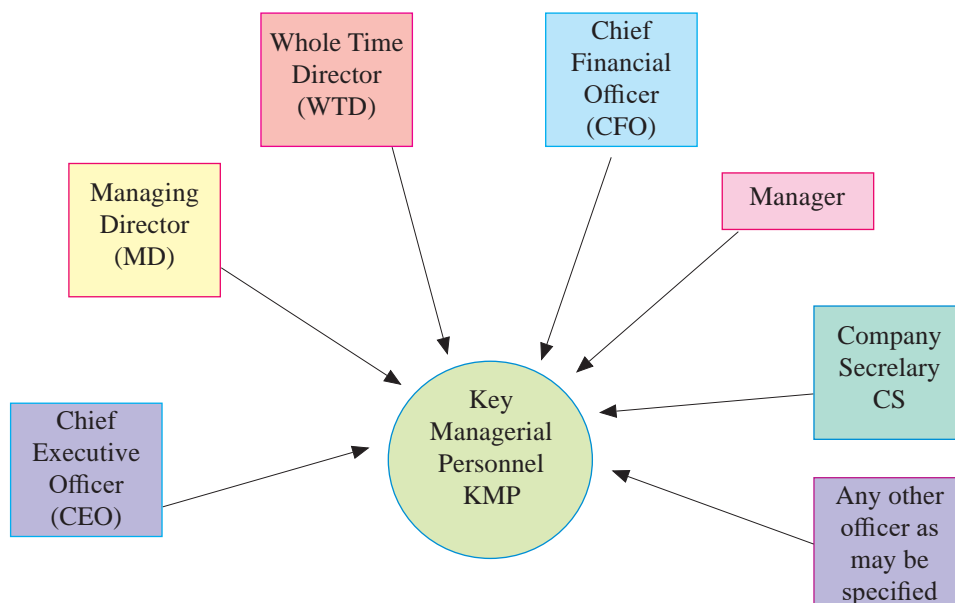 Whole Time
Director
(WTD)
Chief
Financial
Officer
(CFO)
Managing
Director
(MD)
Manager
Company
Secrelary
CS
Key
Managerial
Personnel
KMP
Chief
Executive
Officer
(CEO)
Any other
officer as
may be
specified